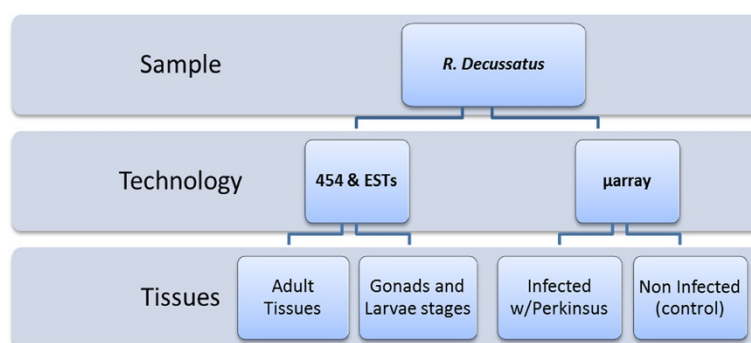 Sample
R. Decussatus
Technology
454 & ESTs
µarray
Tissues
Adult
Tissues
Gonads and
Larvae stages
Infected
w/Perkinsus
Non Infected
(control)